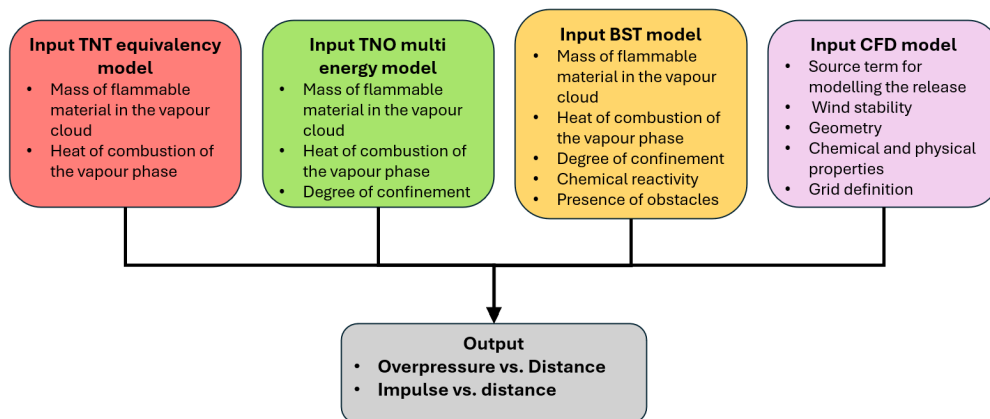 Input TNT equivalency
model
• Mass of flammable
material in the vapour
cloud
• Heat of combustion of
the vapour phase
Input TNO multi
energy model
• Mass of flammable
material in the vapour
cloud
• Heat of combustion of
the vapour phase
• Degree of confinement
Input BST model
• Mass of flammable
material in the vapour
cloud
• Heat of combustion of
the vapour phase
• Degree of confinement
• Chemical reactivity
• Presence of obstacles
Input CFD model
• Source term for
modelling the release
• Wind stability
• Geometry
• Chemical and physical
properties
• Grid definition
Output
• Overpressure vs. Distance
• Impulse vs. distance